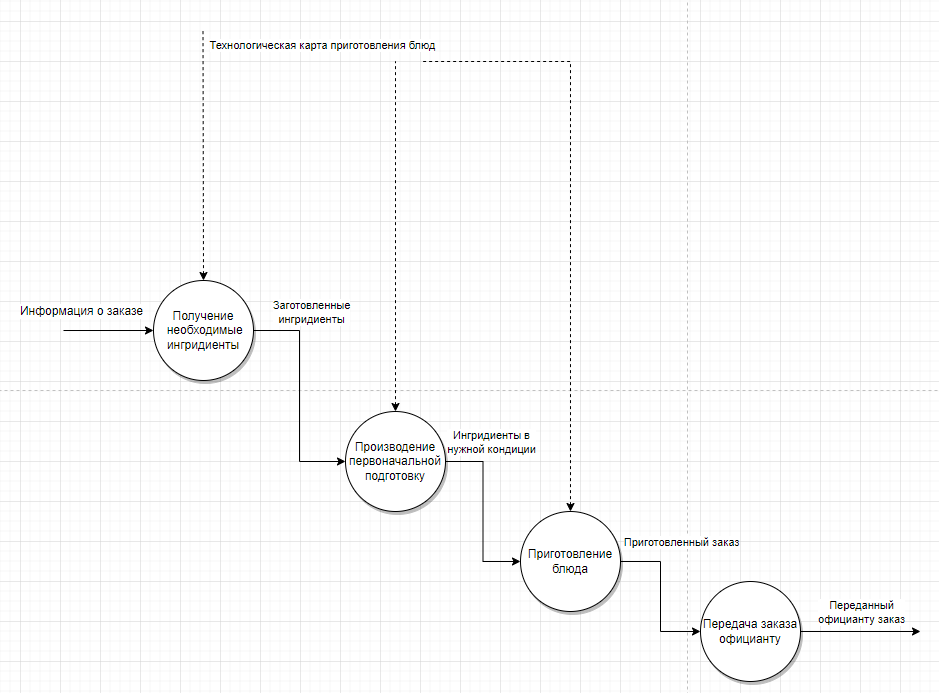 Технологическая карта приготовления блюд
Информация о заказе
Получение
необходимые
ингридиенты
Заготовленные
ингридиенты
Производение
первоначальной
подготовку
Ингридиенты в
нужной кондиции
Приготовление
блюда
Приготовленный заказ
Передача заказа
официанту
Переданный
официанту заказ